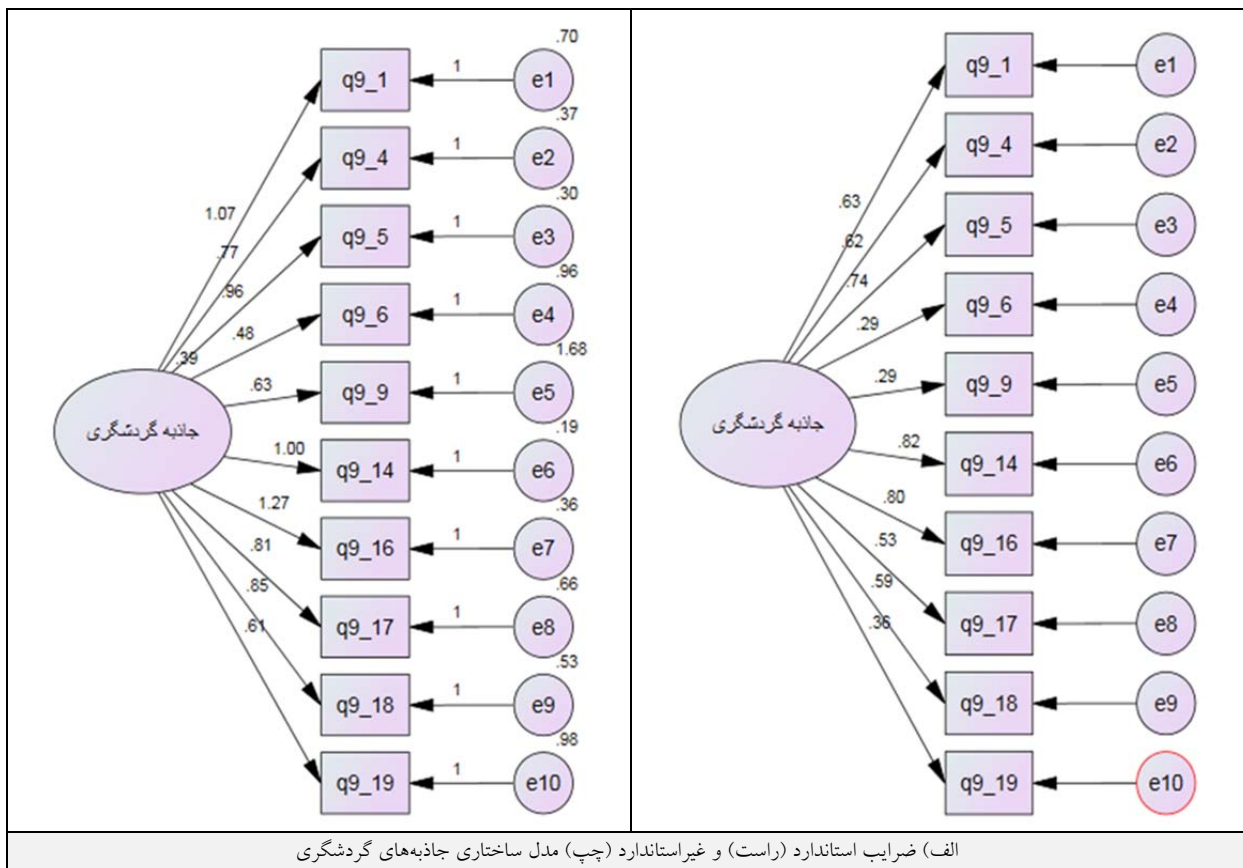 .70
q9_1
1
e1
.37
q9_4
1
e2
.30
q9_5
1
e3
.96
q9_6
1
e4
1.68
q9_9
1
e5
.19
q9_14
1
e6
.36
q9_16
1
e7
.66
q9_17
1
e8
.53
q9_18
1
e9
.98
q9_19
1
e10
1.07
.77
.96
.48
.39
.63
1.00
1.27
.81
.85
.61
جاذبه گردشگری
q9_1
e1
q9_4
e2
q9_5
e3
q9_6
e4
q9_9
e5
q9_14
e6
q9_16
e7
q9_17
e8
q9_18
e9
q9_19
e10
.63
.62
.74
.29
.29
.82
.80
.53
.59
.36
جاذبه گردشگری
الف) ضرایب استاندارد (راست) و غیراستاندارد (چپ) مدل ساختاری جاذبه‌های گردشگری